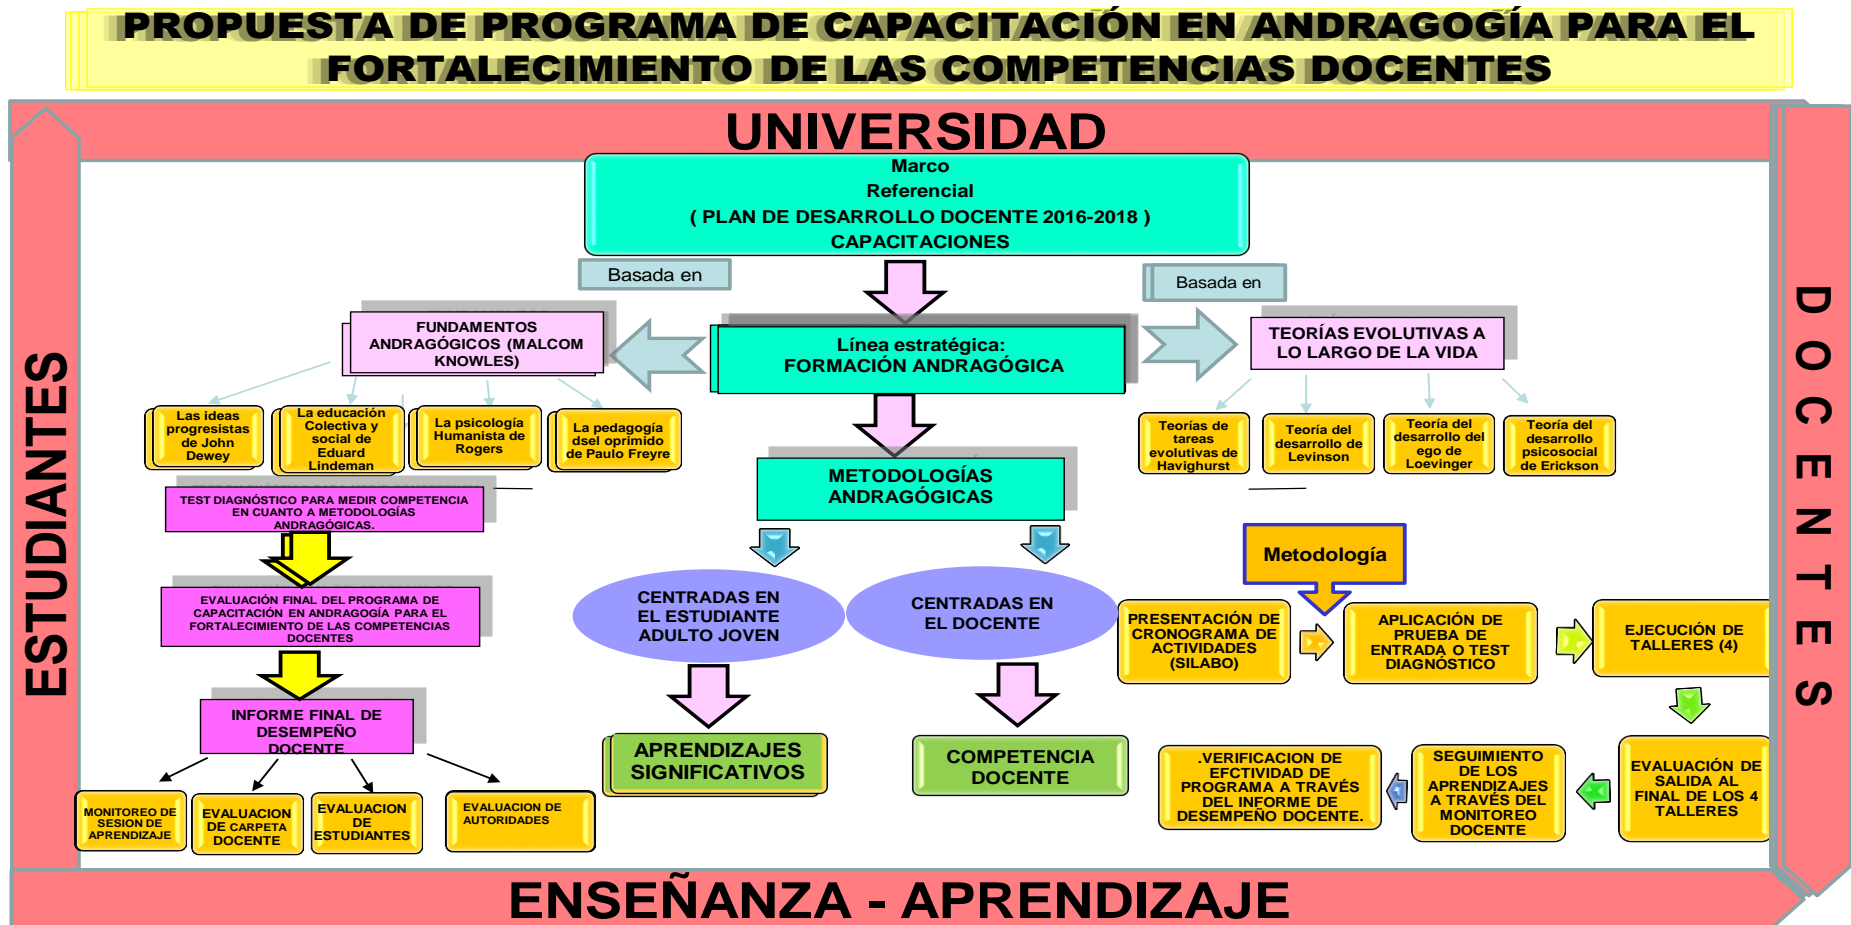 PROPUESTA DE PROGRAMA DE CAPACITACIÓN EN ANDRAGOGÍA PARA EL
FORTALECIMIENTO DE LAS COMPETENCIAS DOCENTES
UNIVERSIDAD
Marco
Referencial
( PLAN DE DESARROLLO DOCENTE 2016-2018 )
CAPACITACIONES
Basada en
Basada en
FUNDAMENTOS
ANDRAGÓGICOS (MALCOM
KNOWLES)
Línea estratégica:
FORMACIÓN ANDRAGÓGICA
TEORÍAS EVOLUTIVAS A
LO LARGO DE LA VIDA
Las ideas
progresistas
de John
Dewey
La educación
Colectiva y
social de
Eduard
Lindeman
La psicología
Humanista de
Rogers
La pedagogía
dsel oprimido
de Paulo Freyre
Teorías de
tareas
evolutivas de
Havighurst
Teoría del
desarrollo de
Levinson
Teoría del
desarrollo del
ego de
Loevinger
Teoría del
desarrollo
psicosocial
de Erickson
METODOLOGÍAS
ANDRAGÓGICAS
TEST DIAGNÓSTICO PARA MEDIR COMPETENCIA
EN CUANTO A METODOLOGÍAS
ANDRAGÓGICAS.
EVALUACIÓN FINAL DEL PROGRAMA DE
CAPACITACIÓN EN ANDRAGOGÍA PARA EL
FORTALECIMIENTO DE LAS COMPETENCIAS
DOCENTES
INFORME FINAL DE
DESEMPEÑO
DOCENTE
MONITOREO DE
SESION DE
APRENDIZAJE
EVALUACION
DE CARPETA
DOCENTE
EVALUACION
DE
ESTUDIANTES
EVALUACION DE
AUTORIDADES
CENTRADAS EN
EL ESTUDIANTE
ADULTO JOVEN
CENTRADAS EN
EL DOCENTE
APRENDIZAJES
SIGNIFICATIVOS
COMPETENCIA
DOCENTE
Metodología
PRESENTACIÓN DE
CRONOGRAMA DE
ACTIVIDADES
(SILABO)
APLICACIÓN DE
PRUEBA DE
ENTRADA O TEST
DIAGNÓSTICO
EJECUCIÓN DE
TALLERES (4)
EVALUACIÓN DE
SALIDA AL
FINAL DE LOS 4
TALLERES
SEGUIMIENTO
DE LOS
APRENDIZAJES
A TRAVÉS DEL
MONITOREO
DOCENTE
.VERIFICACION DE
EFCTIVIDAD DE
PROGRAMA A TRAVÉS
DEL INFORME DE
DESEMPEÑO DOCENTE.
ESTUDIANTES
DOCENTES
ENSEÑANZA - APRENDIZAJE